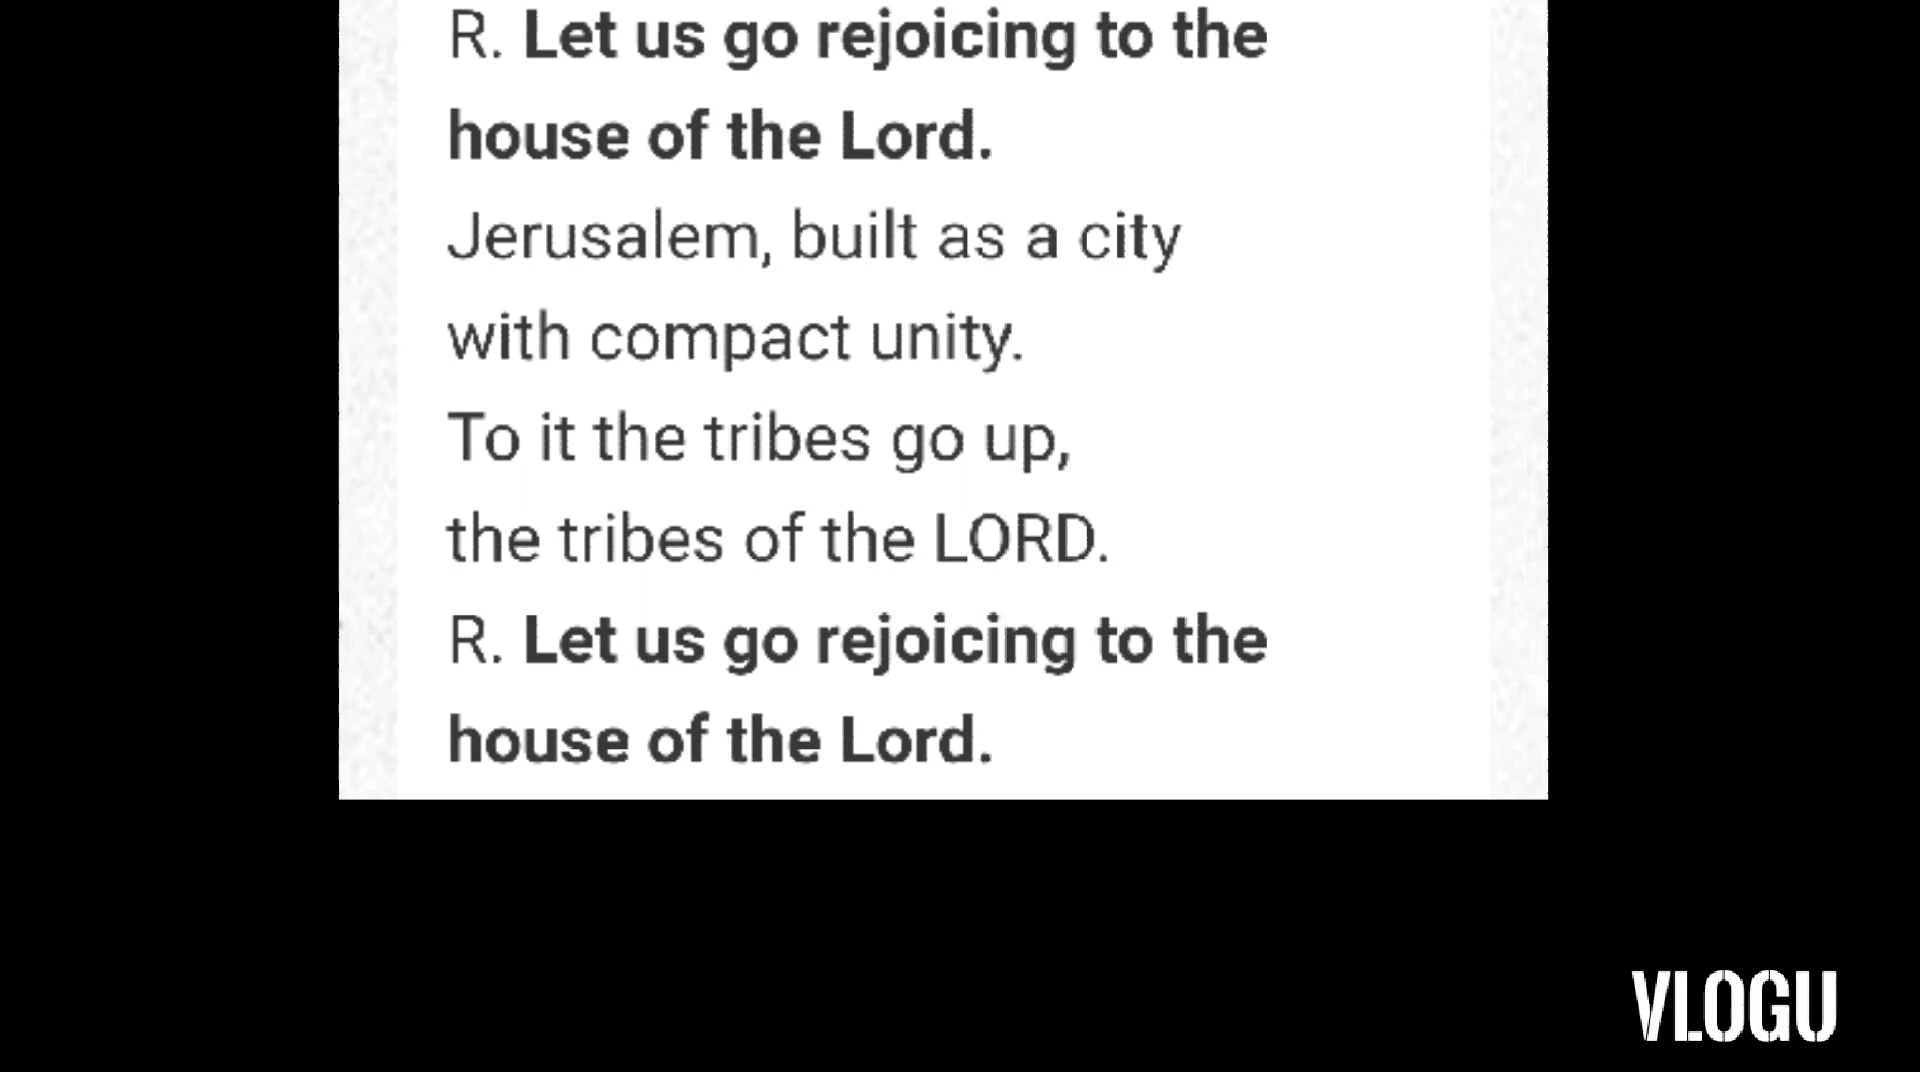 R. Let us go rejoicing to the
house of the Lord.
Jerusalem, built as a city
with compact unity.
To it the tribes go up,
the tribes of the LORD.
R. Let us go rejoicing to the
house of the Lord.
VLOGU